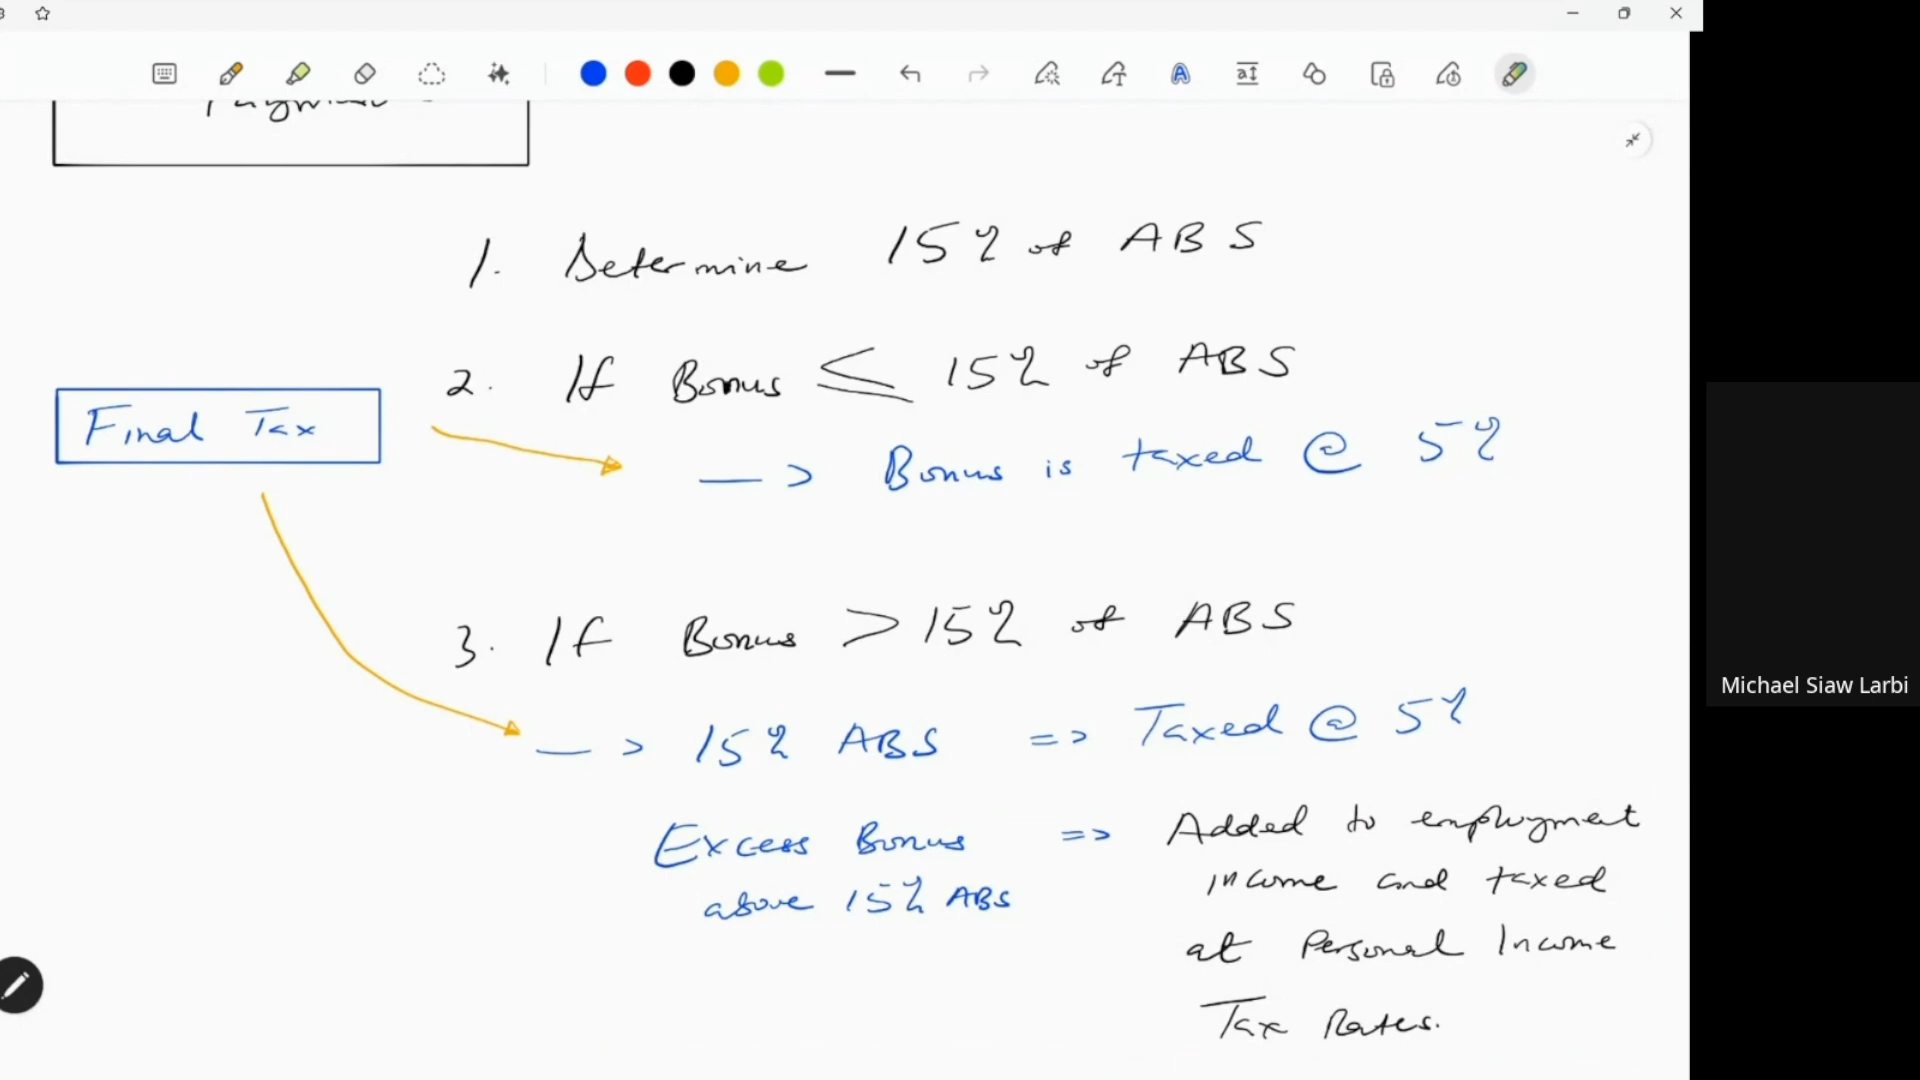 1. Determine 15% of ABS
2. If Bonus ≤ 15% of ABS
Final Tax
—> Bonus is taxed @ 5%
3. If Bonus > 15% of ABS
—> 15% ABS => Taxed @ 5%
Excess Bonus => Added to employment
above 15% ABS income and taxed
at Personal Income
Tax Rates.
Michael Siaw Larbi